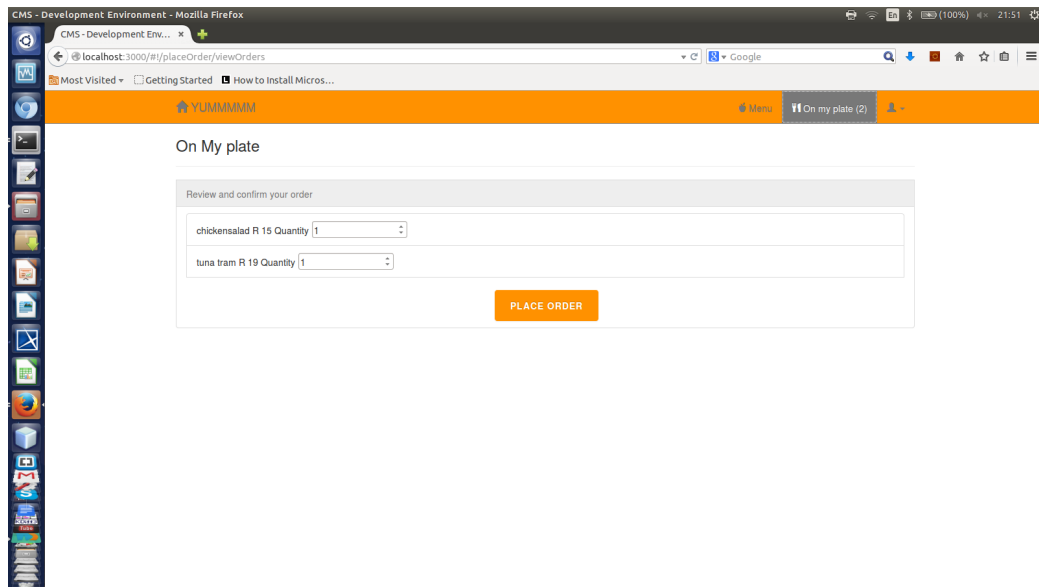 CMS - Development Environment - Mozilla Firefox
En (100%) 21:51
CMS - Development Env...
localhost:3000/#!/placeOrder/viewOrders
Google
Most Visited Getting Started How to Install Micros...
YUMMMMM Menu On my plate (2)
On My plate
Review and confirm your order
chickensalad R 15 Quantity 1
tuna tram R 19 Quantity 1
PLACE ORDER